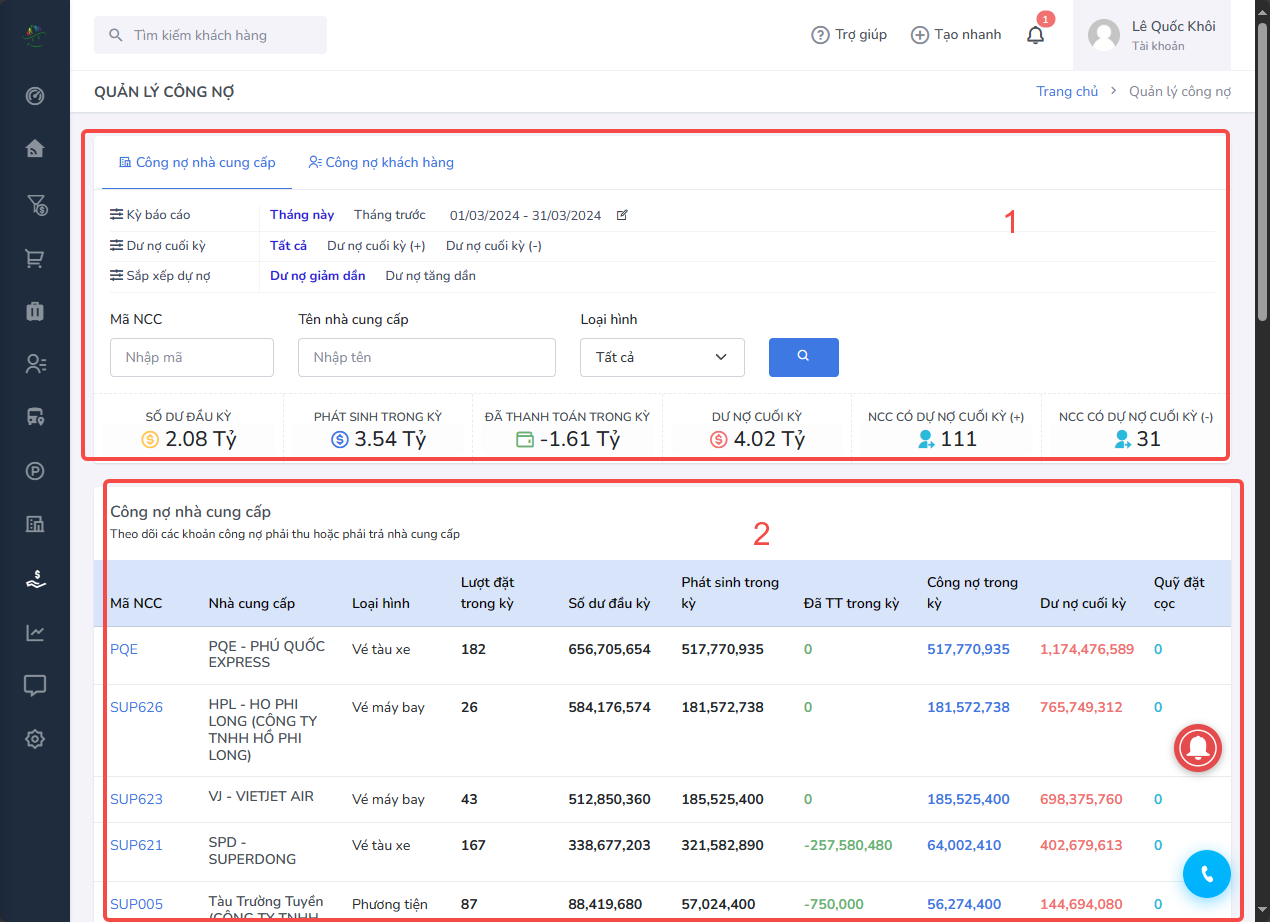 Tìm kiếm khách hàng
Trợ giúp
Tạo nhanh
1
Lê Quốc Khôi
Tài khoản
QUẢN LÝ CÔNG NỢ
Trang chủ > Quản lý công nợ
Công nợ nhà cung cấp
Công nợ khách hàng
Kỳ báo cáo Tháng này Tháng trước 01/03/2024 - 31/03/2024
1
Dư nợ cuối kỳ Tất cả Dư nợ cuối kỳ (+) Dư nợ cuối kỳ (-)
Sắp xếp dự nợ Dư nợ giảm dần Dư nợ tăng dần
Mã NCC Tên nhà cung cấp Loại hình
Nhập mã Nhập tên Tất cả
SỐ DƯ ĐẦU KỲ PHÁT SINH TRONG KỲ ĐÃ THANH TOÁN TRONG KỲ DƯ NỢ CUỐI KỲ NCC CÓ DỰ NỢ CUỐI KỲ (+) NCC CÓ DỰ NỢ CUỐI KỲ (-)
2.08 Tỷ 3.54 Tỷ -1.61 Tỷ 4.02 Tỷ 111 31
Công nợ nhà cung cấp
2
Theo dõi các khoản công nợ phải thu hoặc phải trả nhà cung cấp
Lượt đặt Phát sinh trong Công nợ trong Quỹ đặt
Mã NCC Nhà cung cấp Loại hình trong kỳ Số dư đầu kỳ kỳ Đã TT trong kỳ kỳ Dư nợ cuối kỳ cọc
PQE PQE - PHÚ QUỐC Vé tàu xe 182 656,705,654 517,770,935 0 517,770,935 1,174,476,589 0
EXPRESS
SUP626 HPL - HO PHI Vé máy bay 26 584,176,574 181,572,738 0 181,572,738 765,749,312 0
LONG (CÔNG TY
TNHH HỒ PHI
LONG)
SUP623 VJ - VIETJET AIR Vé máy bay 43 512,850,360 185,525,400 0 185,525,400 698,375,760 0
SUP621 SPD - Vé tàu xe 167 338,677,203 321,582,890 -257,580,480 64,002,410 402,679,613 0
SUPERDONG
SUP005 Tàu Trường Tuyền Phương tiện 87 88,419,680 57,024,400 -750,000 56,274,400 144,694,080 0
(CÔNG TY TNHH